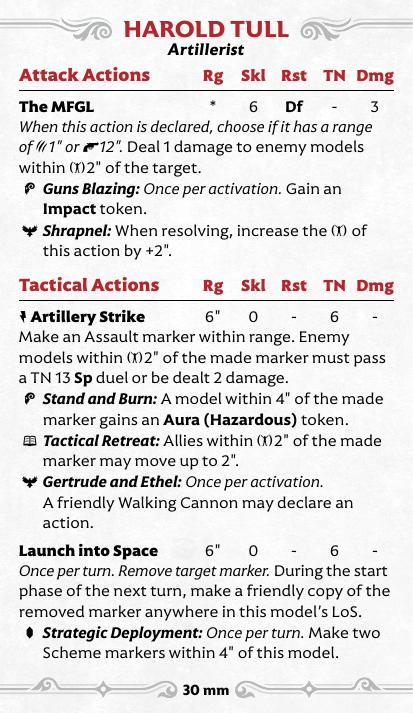 HAROLD TULL
Artillerist
Attack Actions Rg Skl Rst TN Dmg
The MFGL * 6 Df - 3
When this action is declared, choose if it has a range
of 1" or 12". Deal 1 damage to enemy models
within 2" of the target.
Guns Blazing: Once per activation. Gain an
Impact token.
Shrapnel: When resolving, increase the of
this action by +2".
Tactical Actions Rg Skl Rst TN Dmg
Artillery Strike 6" 0 - 6 -
Make an Assault marker within range. Enemy
models within 2" of the made marker must pass
a TN 13 Sp duel or be dealt 2 damage.
Stand and Burn: A model within 4" of the made
marker gains an Aura (Hazardous) token.
Tactical Retreat: Allies within 2" of the made
marker may move up to 2".
Gertrude and Ethel: Once per activation.
A friendly Walking Cannon may declare an
action.
Launch into Space 6" 0 - 6 -
Once per turn. Remove target marker. During the start
phase of the next turn, make a friendly copy of the
removed marker anywhere in this model's LoS.
Strategic Deployment: Once per turn. Make two
Scheme markers within 4" of this model.
30 mm